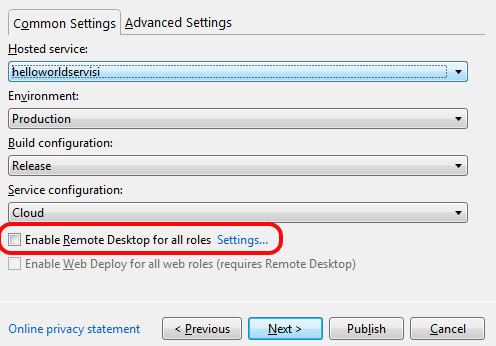 Common Settings Advanced Settings
Hosted service:
helloworldservisi
Environment:
Production
Build configuration:
Release
Service configuration:
Cloud
Enable Remote Desktop for all roles Settings...
Enable Web Deploy for all web roles (requires Remote Desktop)
Online privacy statement < Previous Next > Publish Cancel